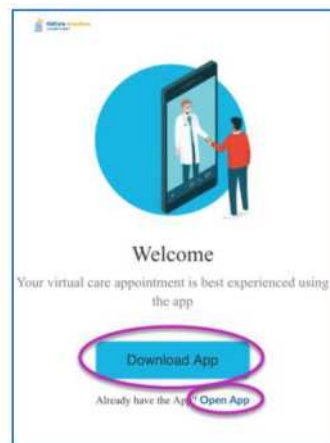 Welcome
Your virtual care appointment is best experienced using
the app
Download App
Already have the App? Open App